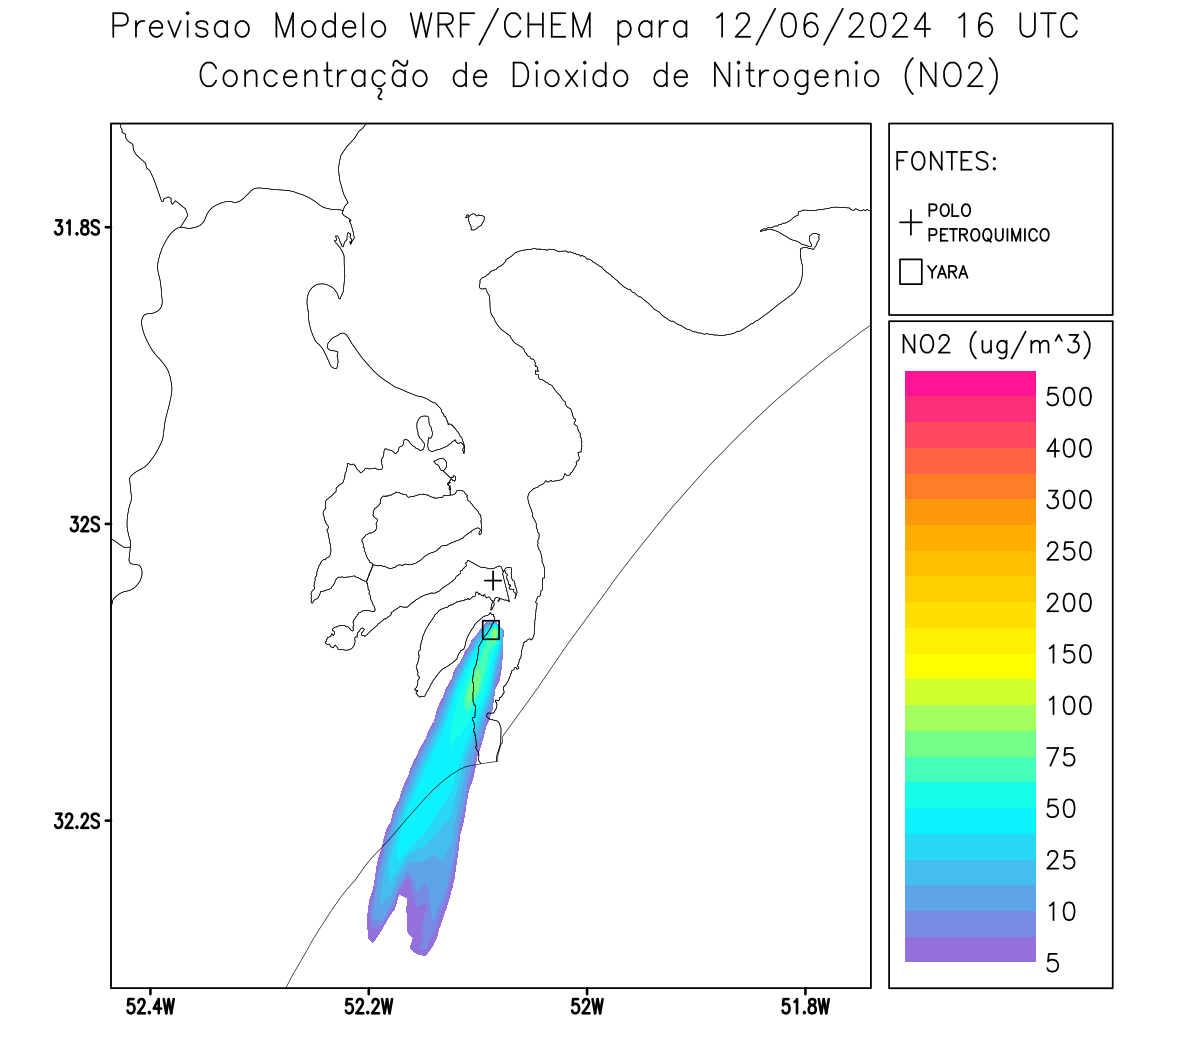 Previsao Modelo WRF/CHEM para 12/06/2024 16 UTC
Concentração de Dioxido de Nitrogenio (NO2)
FONTES:
POLO
PETROQUIMICO
YARA
NO2 (ug/m^3)
500
400
300
250
200
150
100
75
50
25
10
5
31.8S
32S
32.2S
52.4W
52.2W
52W
51.8W